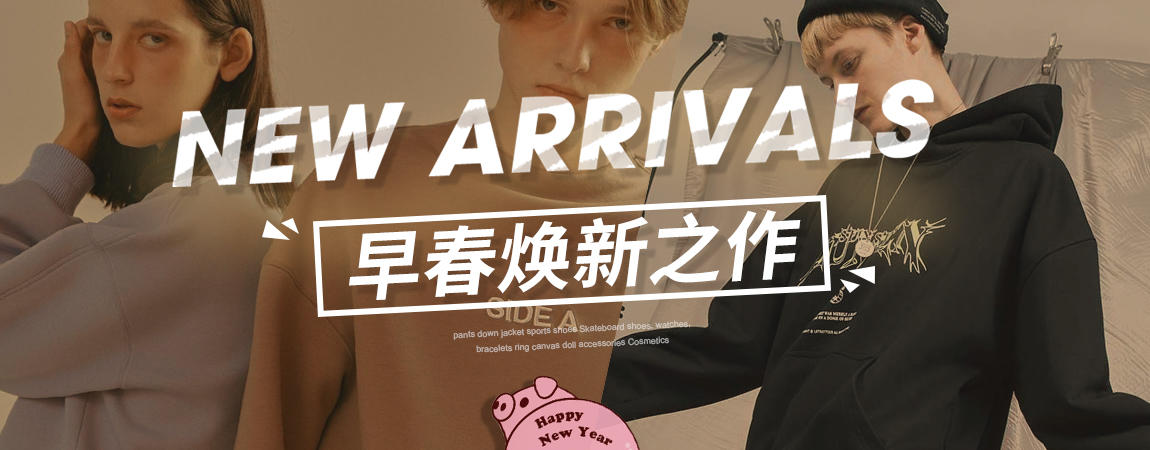 NEW ARRIVALS
早春焕新之作
SIDE A
pants down jacket sports shoes Skateboard shoes, watches,
bracelets ring canvas doll accessories Cosmetics
Happy
New Year